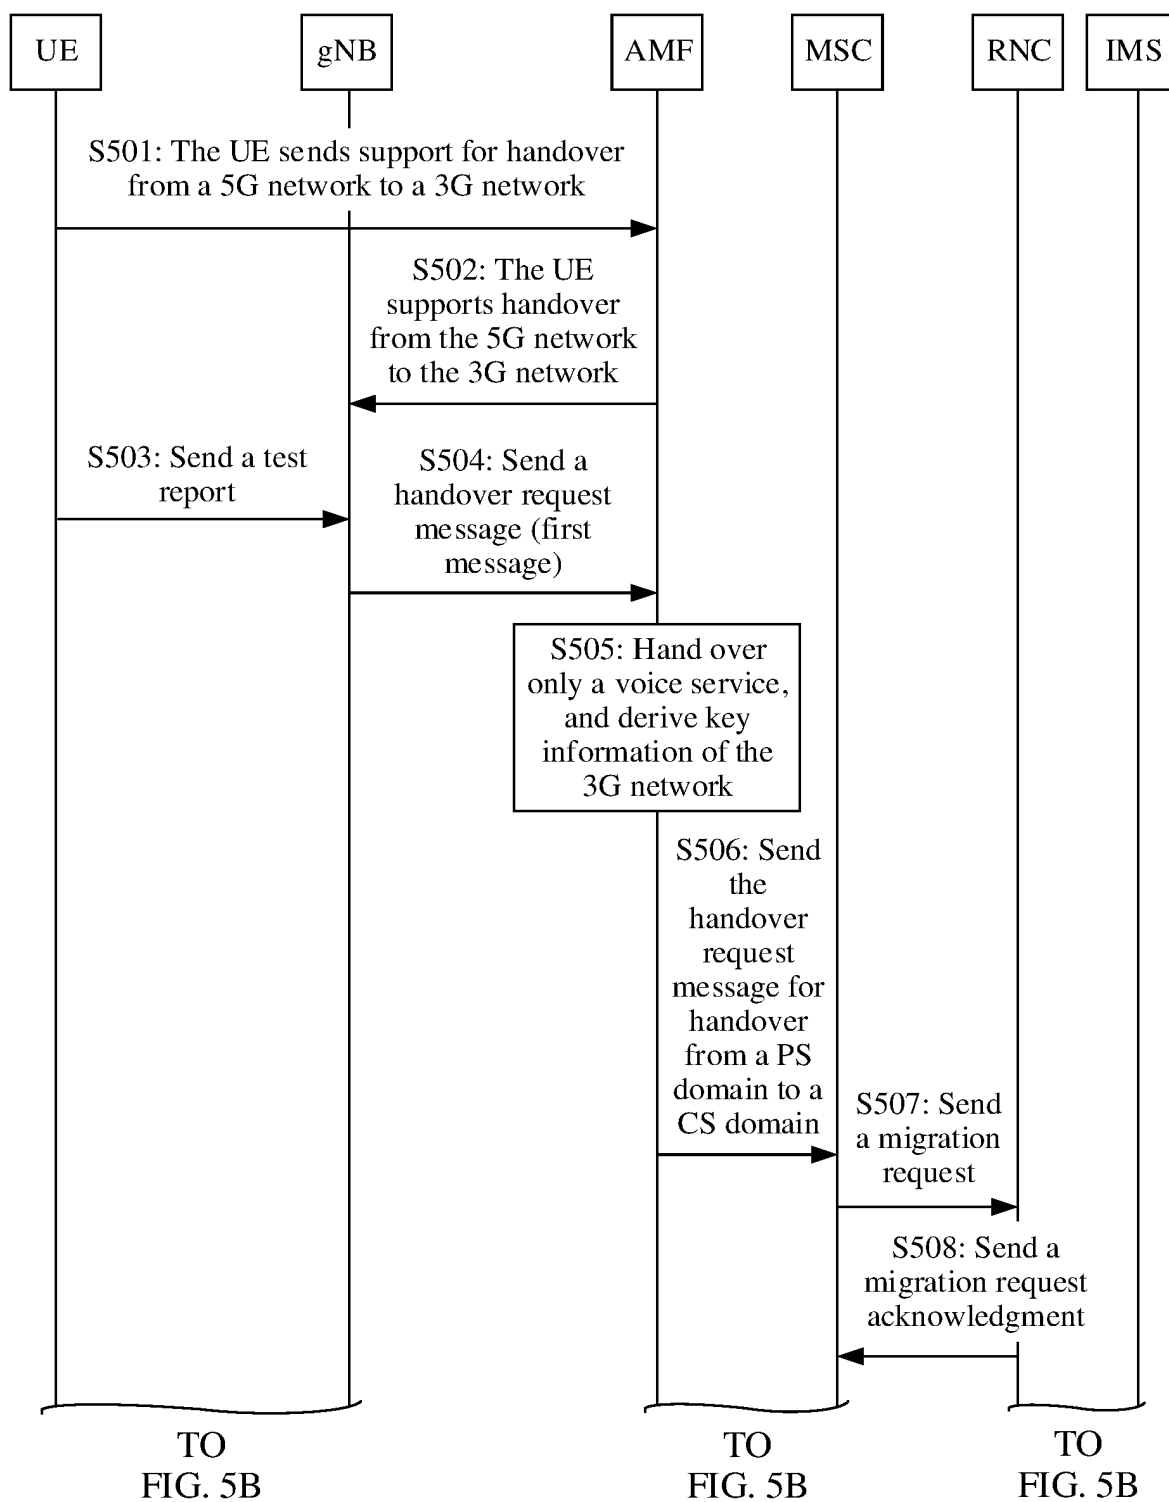 UE
gNB
AMF
MSC
RNC
IMS
S501: The UE sends support for handover
from a 5G network to a 3G network
S502: The UE
supports handover
from the 5G network
to the 3G network
S503: Send a test
report
S504: Send a
handover request
message (first
message)
S505: Hand over
only a voice service,
and derive key
information of the
3G network
S506: Send
the
handover
request
message for
handover
from a PS
domain to a
CS domain
S507: Send
a migration
request
S508: Send a
migration request
acknowledgment
TO
FIG. 5B
TO
FIG. 5B
TO
FIG. 5B